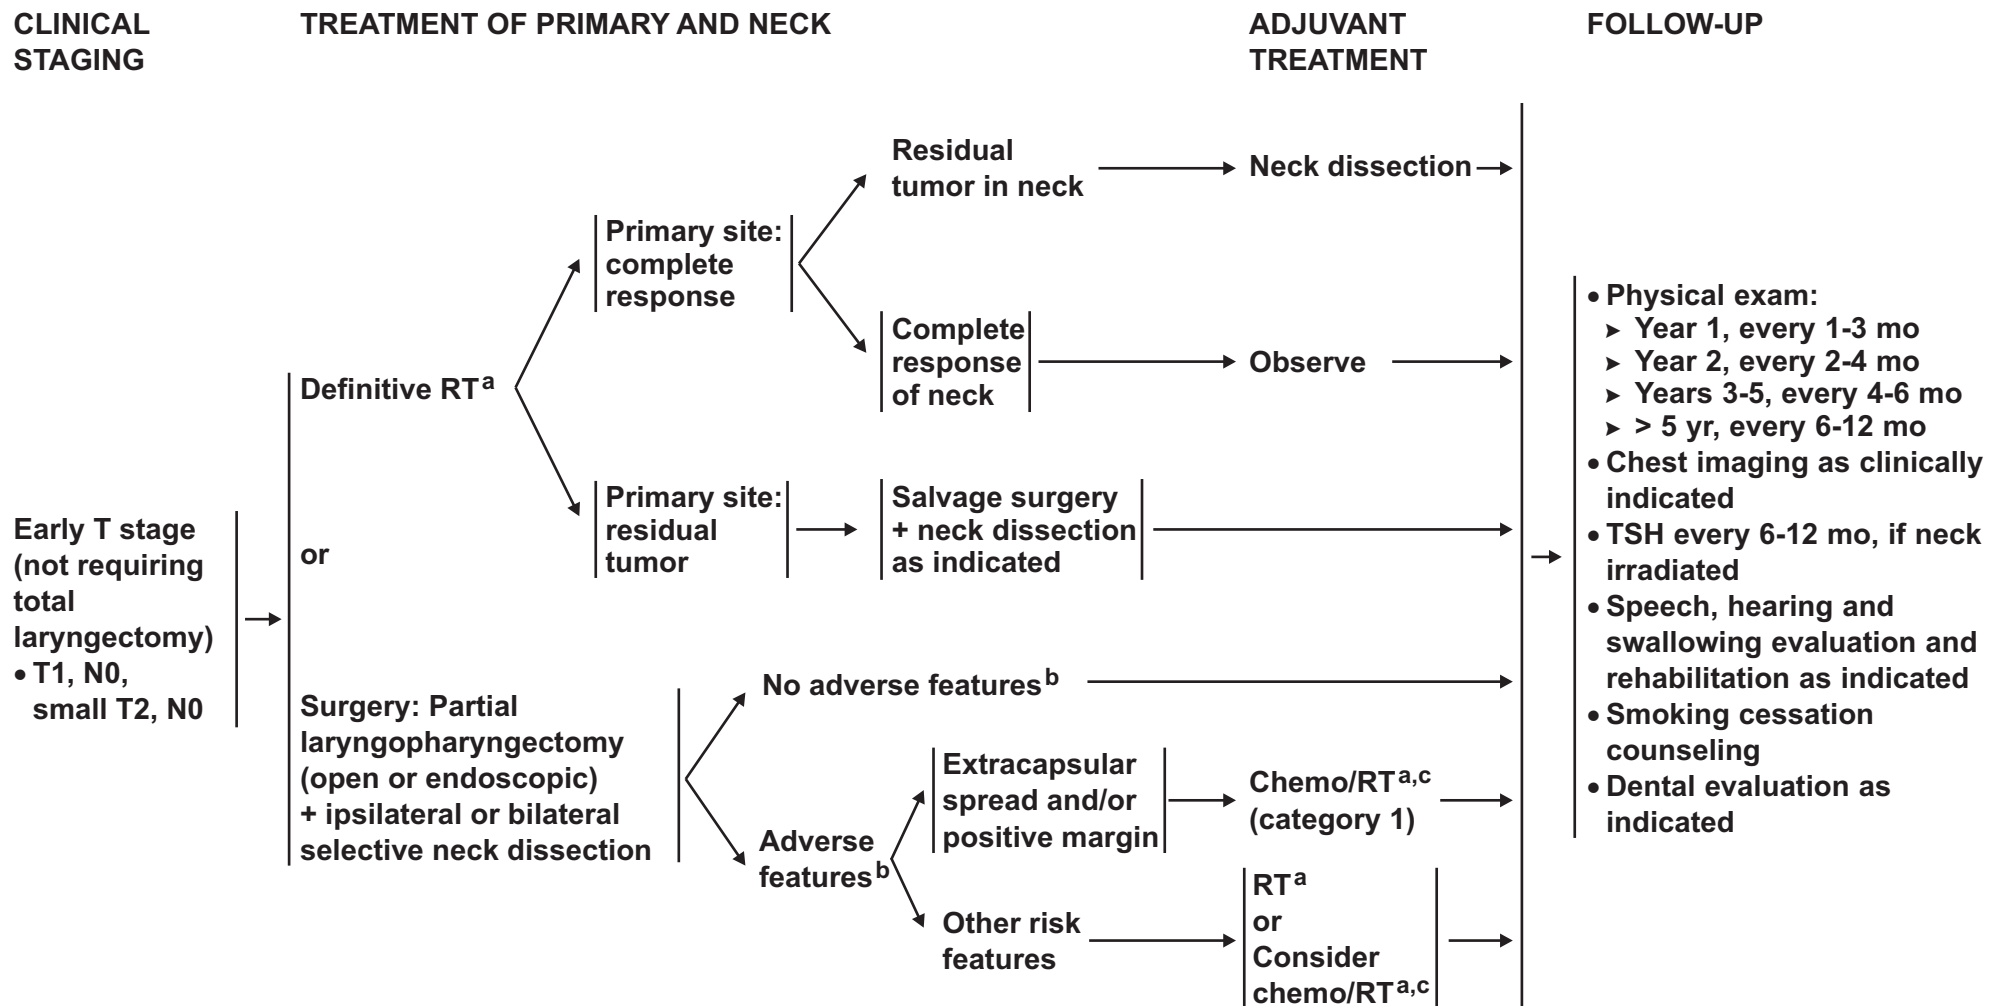 CLINICAL
STAGING
TREATMENT OF PRIMARY AND NECK
ADJUVANT
TREATMENT
FOLLOW-UP
Early T stage
(not requiring
total
laryngectomy)
• T1, N0,
small T2, N0
Definitive RTa
or
Surgery: Partial
laryngopharyngectomy
(open or endoscopic)
+ ipsilateral or bilateral
selective neck dissection
Primary site:
complete
response
Primary site:
residual
tumor
Residual
tumor in neck
Complete
response
of neck
Salvage surgery
+ neck dissection
as indicated
No adverse featuresb
Adverse
featuresb
Extracapsular
spread and/or
positive margin
Other risk
features
Neck dissection
Observe
Chemo/RTa,c
(category 1)
RTa
or
Consider
chemo/RTa,c
• Physical exam:
➤ Year 1, every 1-3 mo
➤ Year 2, every 2-4 mo
➤ Years 3-5, every 4-6 mo
➤ > 5 yr, every 6-12 mo
• Chest imaging as clinically
indicated
• TSH every 6-12 mo, if neck
irradiated
• Speech, hearing and
swallowing evaluation and
rehabilitation as indicated
• Smoking cessation
counseling
• Dental evaluation as
indicated